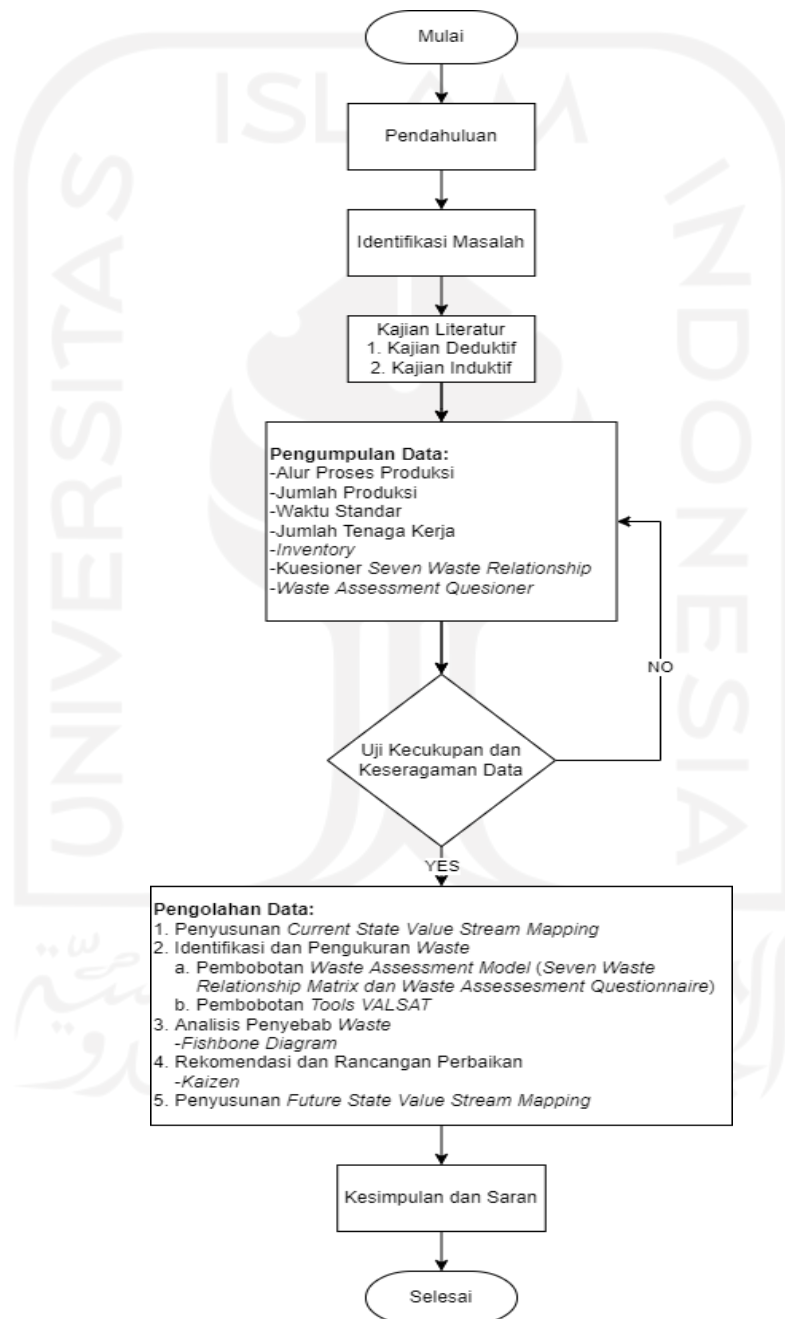 Mulai
ISLAM
UNIVERSITAS
INDONESIA
Pendahuluan
Identifikasi Masalah
Kajian Literatur
1. Kajian Deduktif
2. Kajian Induktif
Pengumpulan Data:
-Alur Proses Produksi
-Jumlah Produksi
-Waktu Standar
-Jumlah Tenaga Kerja
-Inventory
-Kuesioner Seven Waste Relationship
-Waste Assessment Quesioner
NO
Uji Kecukupan dan
Keseragaman Data
YES
Pengolahan Data:
1. Penyusunan Current State Value Stream Mapping
2. Identifikasi dan Pengukuran Waste
a. Pembobotan Waste Assessment Model (Seven Waste
Relationship Matrix dan Waste Assessesment Questionnaire)
b. Pembobotan Tools VALSAT
3. Analisis Penyebab Waste
-Fishbone Diagram
4. Rekomendasi dan Rancangan Perbaikan
-Kaizen
5. Penyusunan Future State Value Stream Mapping
Kesimpulan dan Saran
Selesai